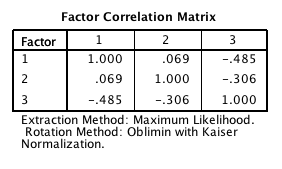 Factor Correlation Matrix
Factor 1 2 3
1 1.000 .069 -.485
2 .069 1.000 -.306
3 -.485 -.306 1.000
Extraction Method: Maximum Likelihood.
Rotation Method: Oblimin with Kaiser
Normalization.